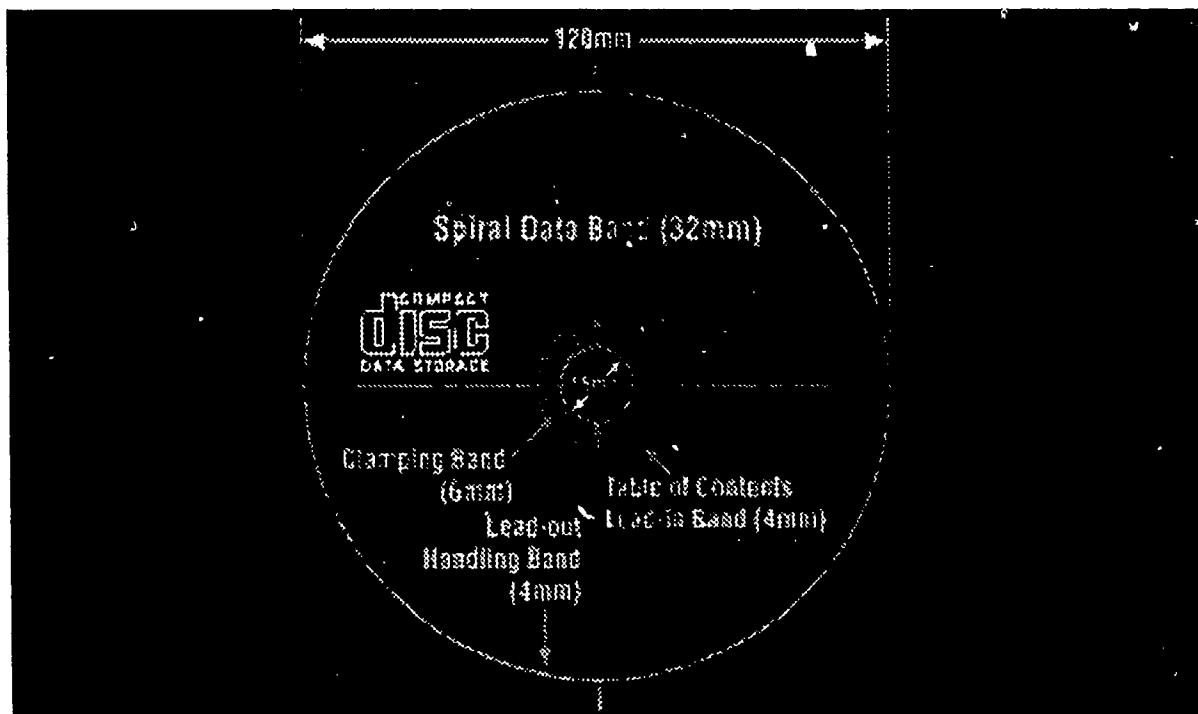 120mm
Spiral Data Band (32mm)
COMPACT
disc
DATA STORAGE
Clamping Band
(6mm)
Table of Contents
Lead-in Band (4mm)
Lead-out
Handling Band
(4mm)